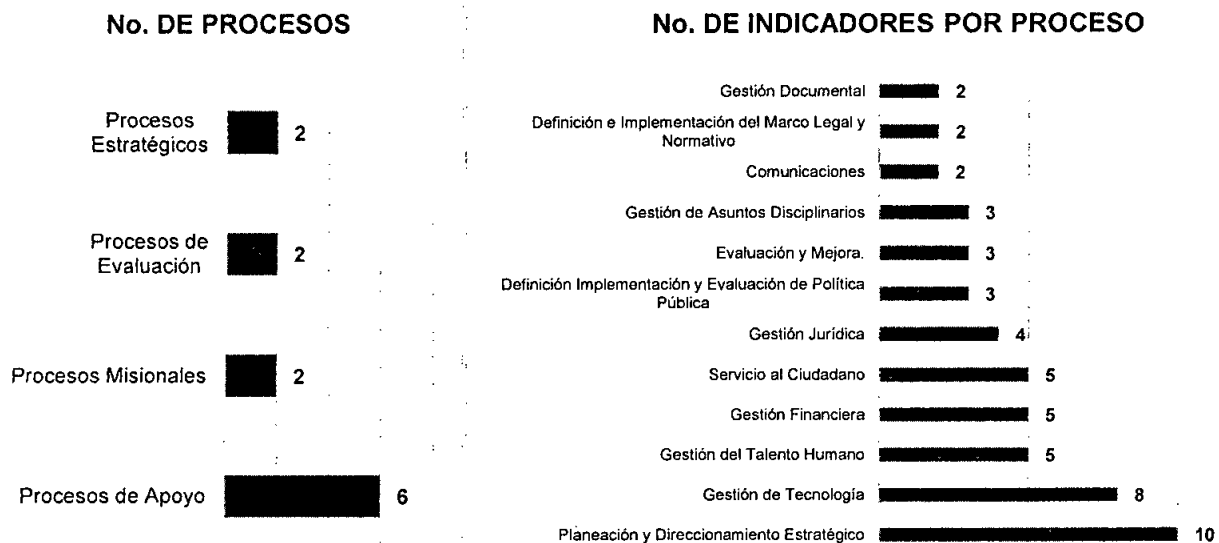 No. DE PROCESOS
Procesos
Estratégicos
2
Procesos de
Evaluación
2
Procesos Misionales
2
Procesos de Apoyo
6
No. DE INDICADORES POR PROCESO
Gestión Documental
2
Definición e Implementación del Marco Legal y
Normativo
2
Comunicaciones
2
Gestión de Asuntos Disciplinarios
3
Evaluación y Mejora.
3
Definición Implementación y Evaluación de Política
Pública
3
Gestión Jurídica
4
Servicio al Ciudadano
5
Gestión Financiera
5
Gestión del Talento Humano
5
Gestión de Tecnología
8
Planeación y Direccionamiento Estratégico
10